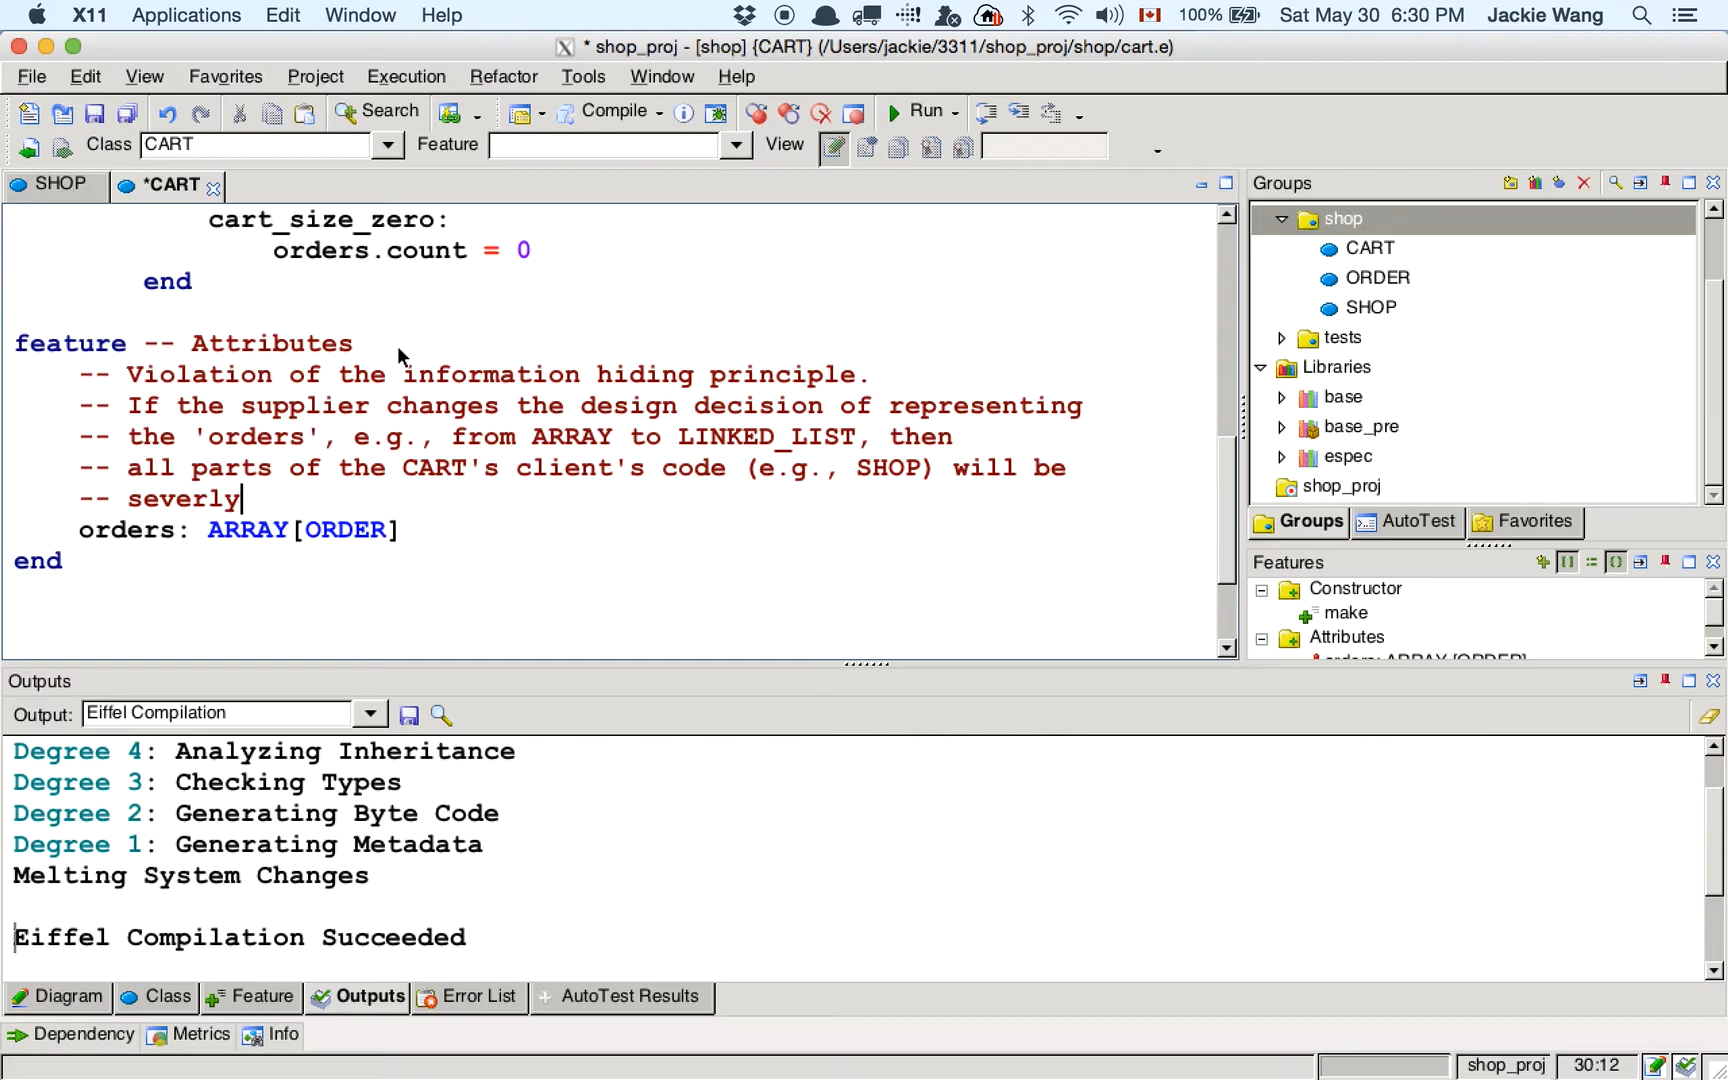 X11 Applications Edit Window Help 100% Sat May 30 6:30 PM Jackie Wang
* shop_proj - [shop] {CART} (/Users/jackie/3311/shop_proj/shop/cart.e)
File Edit View Favorites Project Execution Refactor Tools Window Help
Search Compile Run
Class CART Feature View
SHOP *CART
cart_size_zero:
orders.count = 0
end
feature -- Attributes
-- Violation of the information hiding principle.
-- If the supplier changes the design decision of representing
-- the 'orders', e.g., from ARRAY to LINKED_LIST, then
-- all parts of the CART's client's code (e.g., SHOP) will be
-- severly
orders: ARRAY[ORDER]
end
Groups
shop
CART
ORDER
SHOP
tests
Libraries
base
base_pre
espec
shop_proj
Groups AutoTest Favorites
Features
Constructor
make
Attributes
orders: ARRAY [ORDER]
Outputs
Output: Eiffel Compilation
Degree 4: Analyzing Inheritance
Degree 3: Checking Types
Degree 2: Generating Byte Code
Degree 1: Generating Metadata
Melting System Changes
Eiffel Compilation Succeeded
Diagram Class Feature Outputs Error List AutoTest Results
Dependency Metrics Info
shop_proj 30:12